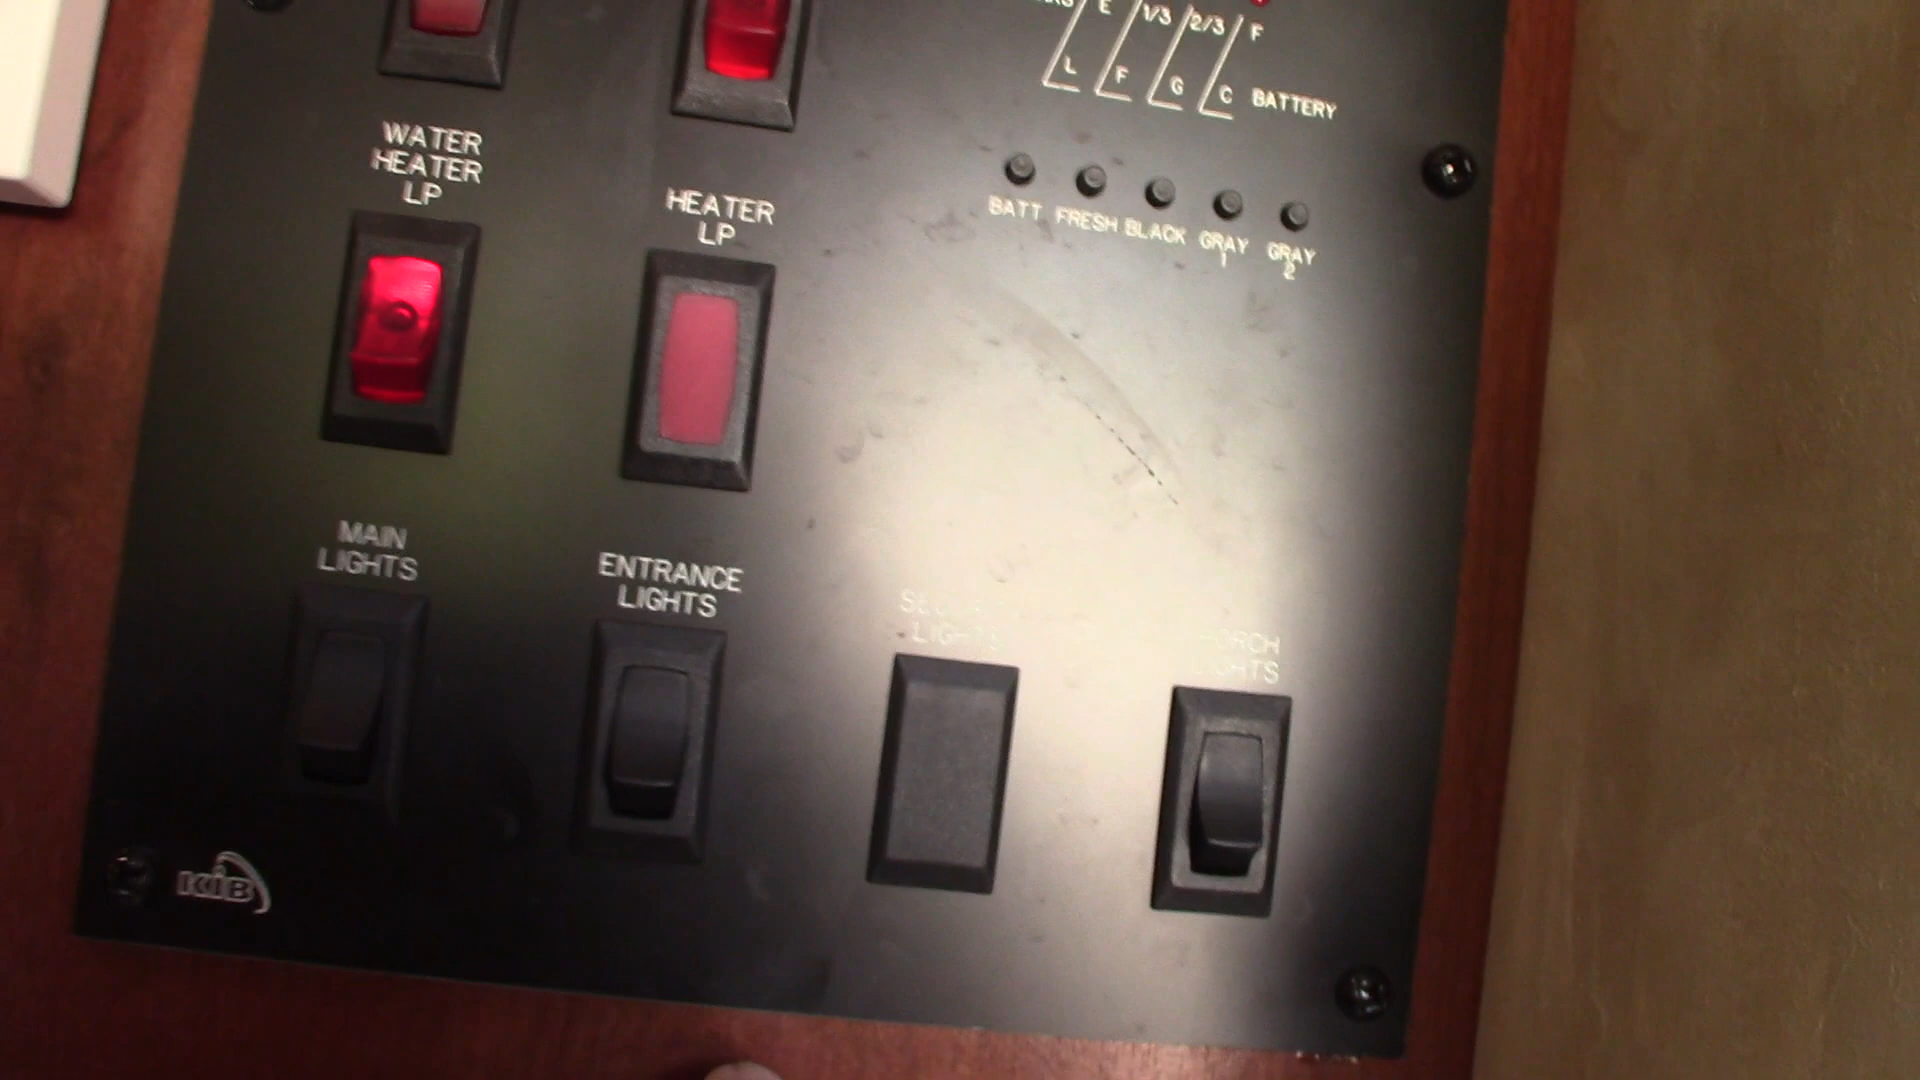 E 1/3 2/3 F
L F G C BATTERY
WATER
HEATER
LP
HEATER
LP
BATT FRESH BLACK GRAY 1 GRAY 2
MAIN
LIGHTS
ENTRANCE
LIGHTS
LIGHTS
PORCH
LIGHTS
KIB